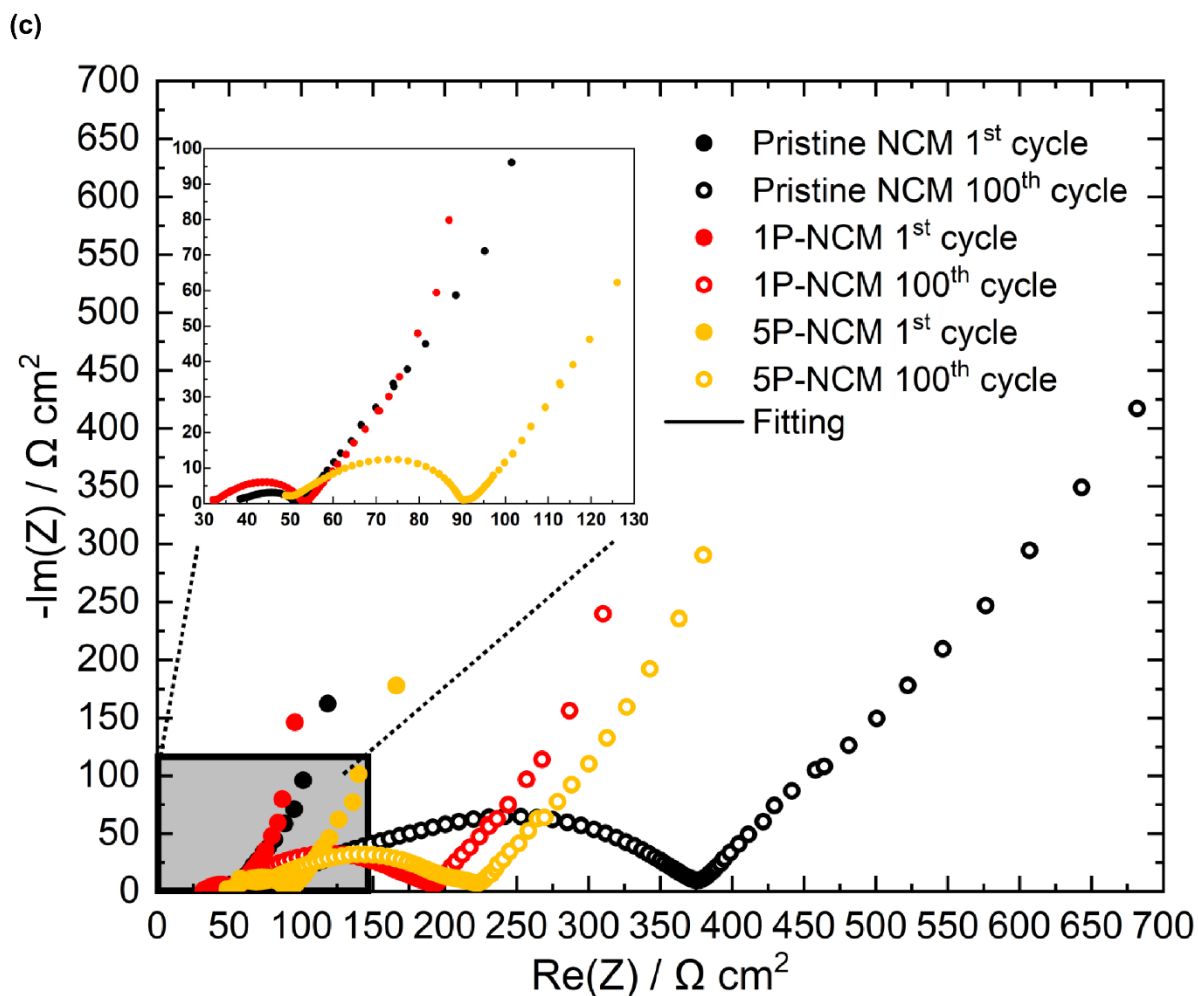 (c)
700
650
600
550
500
450
400
350
300
250
200
150
100
50
0
-Im(Z) / Ω cm²
100
90
80
70
60
50
40
30
20
10
0
30 40 50 60 70 80 90 100 110 120 130
Pristine NCM 1st cycle
Pristine NCM 100th cycle
1P-NCM 1st cycle
1P-NCM 100th cycle
5P-NCM 1st cycle
5P-NCM 100th cycle
Fitting
0 50 100 150 200 250 300 350 400 450 500 550 600 650 700
Re(Z) / Ω cm²